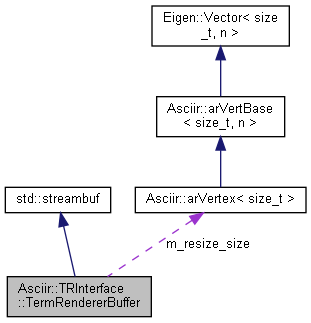 Eigen::Vector< size
_t, n >
Asciir::arVertBase
< size_t, n >
std::streambuf
Asciir::arVertex< size_t >
m_resize_size
Asciir::TRInterface
::TermRendererBuffer